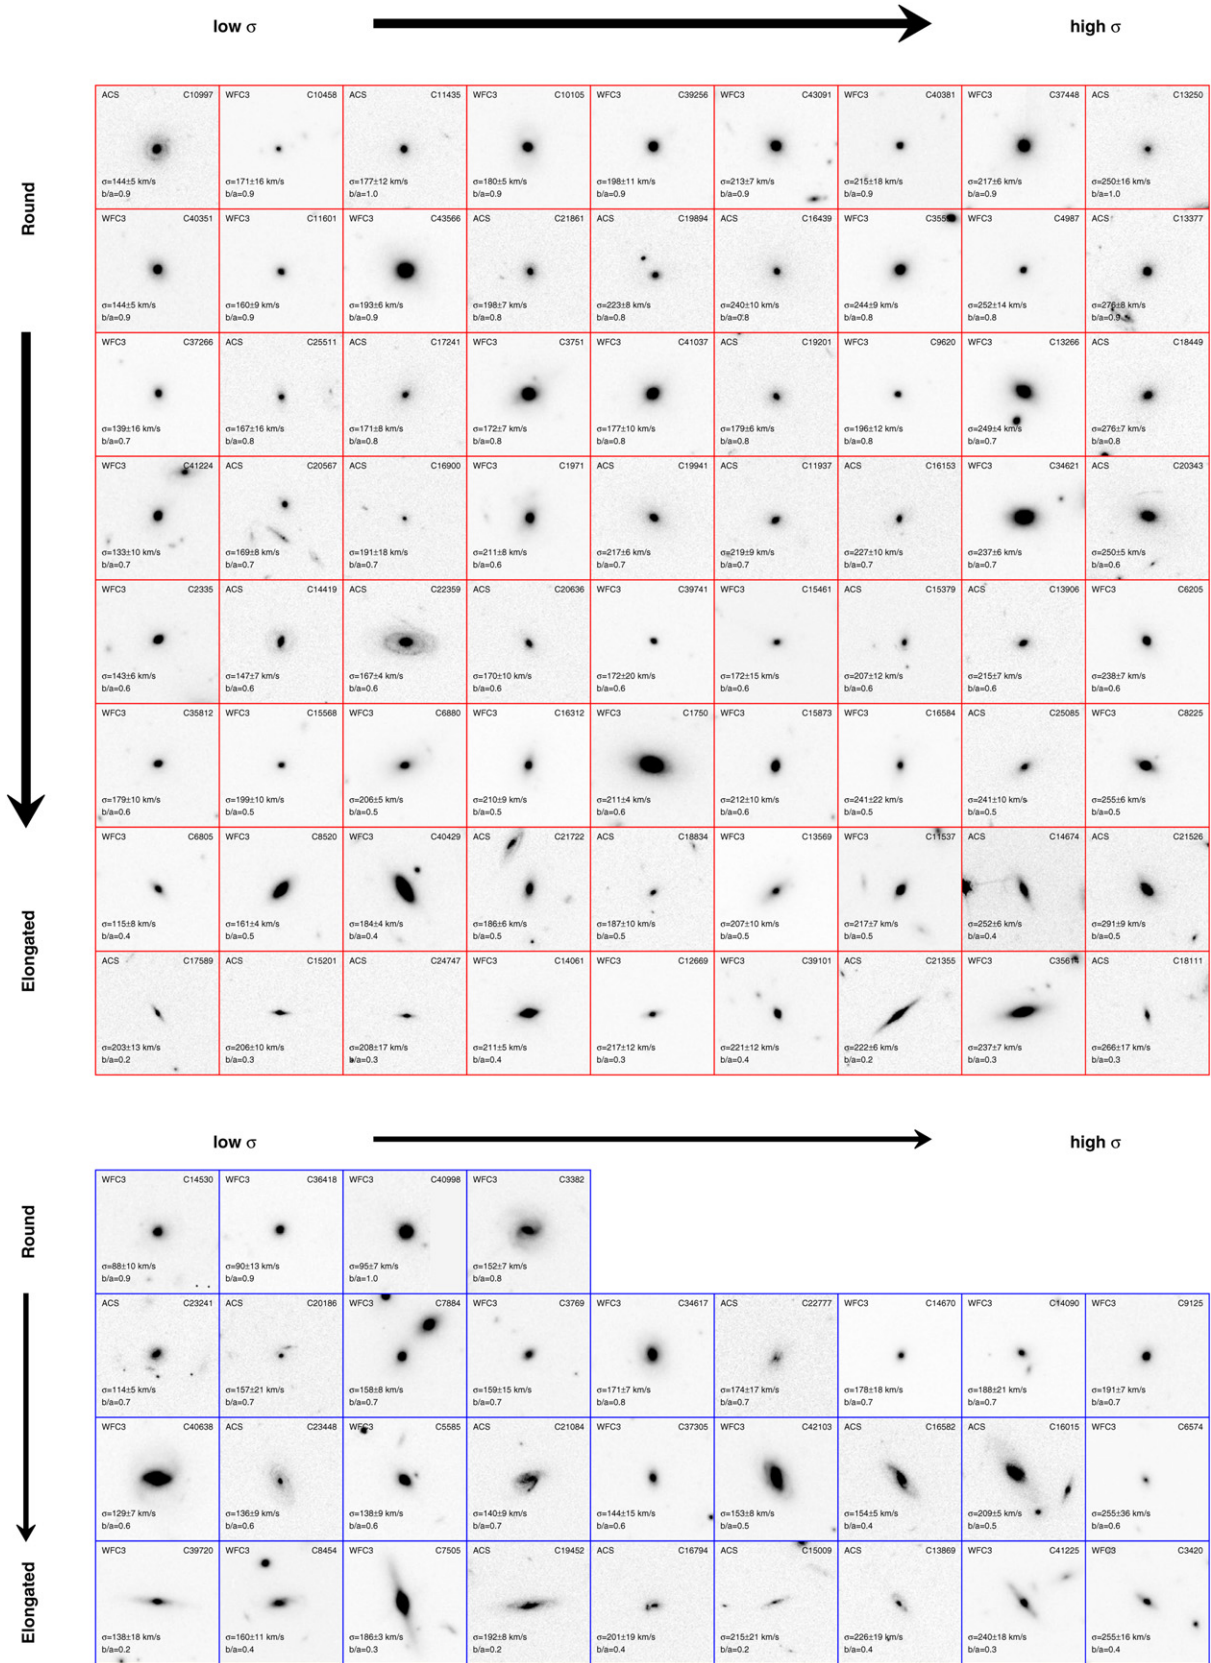 low σ high σ
Round
Elongated
ACS C10997
σ=144±5 km/s
b/a=0.9
WFC3 C10458
σ=171±16 km/s
b/a=0.9
ACS C11435
σ=177±12 km/s
b/a=1.0
WFC3 C10105
σ=180±5 km/s
b/a=0.9
WFC3 C39256
σ=198±11 km/s
b/a=0.9
WFC3 C43091
σ=213±7 km/s
b/a=0.9
WFC3 C40381
σ=215±18 km/s
b/a=0.9
WFC3 C37448
σ=217±6 km/s
b/a=0.9
ACS C13250
σ=250±16 km/s
b/a=1.0
WFC3 C40351
σ=144±5 km/s
b/a=0.9
WFC3 C11601
σ=160±9 km/s
b/a=0.9
WFC3 C43566
σ=193±6 km/s
b/a=0.9
ACS C21861
σ=198±7 km/s
b/a=0.8
ACS C19894
σ=223±8 km/s
b/a=0.8
ACS C16439
σ=240±10 km/s
b/a=0.8
WFC3
σ=244±9 km/s
b/a=0.8
WFC3 C4987
σ=252±14 km/s
b/a=0.8
ACS C13377
σ=276±8 km/s
b/a=0.9
WFC3 C37266
σ=139±16 km/s
b/a=0.7
ACS C25511
σ=167±16 km/s
b/a=0.8
ACS C17241
σ=171±8 km/s
b/a=0.8
WFC3 C3751
σ=172±7 km/s
b/a=0.8
WFC3 C41037
σ=177±10 km/s
b/a=0.8
ACS C19201
σ=179±6 km/s
b/a=0.8
WFC3 C9620
σ=196±12 km/s
b/a=0.8
WFC3 C13266
σ=249±4 km/s
b/a=0.7
ACS C18449
σ=276±7 km/s
b/a=0.8
WFC3 C41224
σ=133±10 km/s
b/a=0.7
ACS C20567
σ=169±8 km/s
b/a=0.7
ACS C16900
σ=191±18 km/s
b/a=0.7
WFC3 C1971
σ=211±8 km/s
b/a=0.6
ACS C19941
σ=217±6 km/s
b/a=0.7
ACS C11937
σ=219±9 km/s
b/a=0.7
ACS C16153
σ=227±10 km/s
b/a=0.7
WFC3 C34621
σ=237±6 km/s
b/a=0.7
ACS C20343
σ=250±5 km/s
b/a=0.6
WFC3 C2335
σ=143±6 km/s
b/a=0.6
ACS C14419
σ=147±7 km/s
b/a=0.6
ACS C22359
σ=167±4 km/s
b/a=0.6
ACS C20636
σ=170±10 km/s
b/a=0.6
WFC3 C39741
σ=172±20 km/s
b/a=0.6
WFC3 C15461
σ=172±15 km/s
b/a=0.6
ACS C15379
σ=207±12 km/s
b/a=0.6
ACS C13906
σ=215±7 km/s
b/a=0.6
WFC3 C6205
σ=238±7 km/s
b/a=0.6
WFC3 C35812
σ=179±10 km/s
b/a=0.6
WFC3 C15568
σ=199±10 km/s
b/a=0.5
WFC3 C6880
σ=206±5 km/s
b/a=0.5
WFC3 C16312
σ=210±9 km/s
b/a=0.5
WFC3 C1750
σ=211±4 km/s
b/a=0.6
WFC3 C15873
σ=212±10 km/s
b/a=0.6
WFC3 C16584
σ=241±22 km/s
b/a=0.5
ACS C25085
σ=241±10 km/s
b/a=0.5
WFC3 C8225
σ=255±6 km/s
b/a=0.5
WFC3 C6805
σ=115±8 km/s
b/a=0.4
WFC3 C8520
σ=161±4 km/s
b/a=0.5
WFC3 C40429
σ=184±4 km/s
b/a=0.4
ACS C21722
σ=186±6 km/s
b/a=0.5
ACS C18834
σ=187±10 km/s
b/a=0.5
WFC3 C13569
σ=207±10 km/s
b/a=0.5
WFC3 C11537
σ=217±7 km/s
b/a=0.5
ACS C14674
σ=252±6 km/s
b/a=0.4
ACS C21526
σ=291±9 km/s
b/a=0.5
ACS C17589
σ=203±13 km/s
b/a=0.2
ACS C15201
σ=206±10 km/s
b/a=0.3
ACS C24747
σ=208±17 km/s
b/a=0.3
WFC3 C14061
σ=211±5 km/s
b/a=0.4
WFC3 C12669
σ=217±12 km/s
b/a=0.3
WFC3 C39101
σ=221±12 km/s
b/a=0.4
ACS C21355
σ=222±6 km/s
b/a=0.2
WFC3
σ=237±7 km/s
b/a=0.3
ACS C18111
σ=266±17 km/s
b/a=0.3
low σ high σ
Round
Elongated
WFC3 C14530
σ=88±10 km/s
b/a=0.9
WFC3 C36418
σ=90±13 km/s
b/a=0.9
WFC3 C40998
σ=95±7 km/s
b/a=1.0
WFC3 C3382
σ=152±7 km/s
b/a=0.8
ACS C23241
σ=114±5 km/s
b/a=0.7
ACS C20186
σ=157±21 km/s
b/a=0.7
WFC3 C7884
σ=158±8 km/s
b/a=0.7
WFC3 C3769
σ=159±15 km/s
b/a=0.7
WFC3 C34617
σ=171±7 km/s
b/a=0.8
ACS C22777
σ=174±17 km/s
b/a=0.7
WFC3 C14670
σ=178±18 km/s
b/a=0.7
WFC3 C14090
σ=188±21 km/s
b/a=0.7
WFC3 C9125
σ=191±7 km/s
b/a=0.7
WFC3 C40638
σ=129±7 km/s
b/a=0.6
ACS C23448
σ=136±9 km/s
b/a=0.6
WFC3 C5585
σ=138±9 km/s
b/a=0.6
ACS C21084
σ=140±9 km/s
b/a=0.7
WFC3 C37305
σ=144±15 km/s
b/a=0.6
WFC3 C42103
σ=153±8 km/s
b/a=0.5
ACS C16582
σ=154±5 km/s
b/a=0.4
ACS C16015
σ=209±5 km/s
b/a=0.5
WFC3 C6574
σ=255±36 km/s
b/a=0.6
WFC3 C39720
σ=138±18 km/s
b/a=0.2
WFC3 C8454
σ=160±11 km/s
b/a=0.4
WFC3 C7505
σ=186±3 km/s
b/a=0.3
ACS C19452
σ=192±8 km/s
b/a=0.2
ACS C16794
σ=201±19 km/s
b/a=0.4
ACS C15009
σ=215±21 km/s
b/a=0.2
ACS C13869
σ=226±19 km/s
b/a=0.4
WFC3 C41225
σ=240±18 km/s
b/a=0.3
WFC3 C3420
σ=255±16 km/s
b/a=0.4